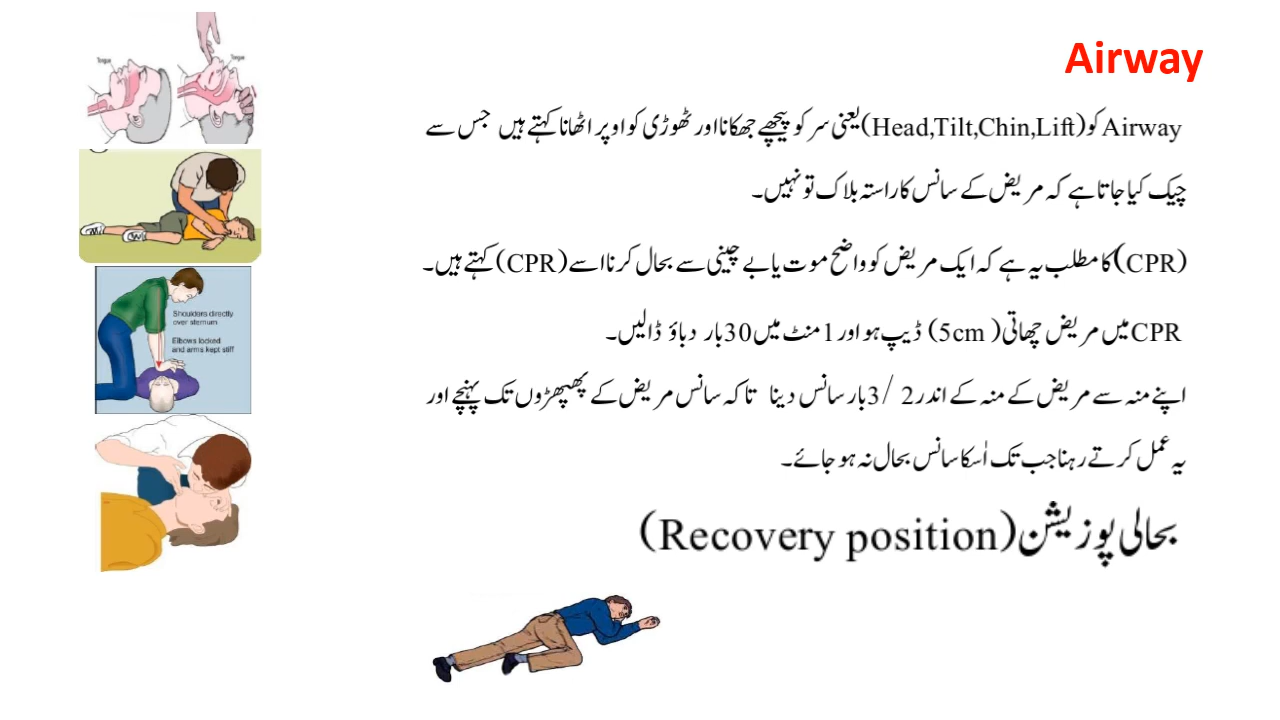 Airway
Airway کو (Head,Tilt,Chin,Lift) یعنی سر کو پیچھے جھکانا اور ٹھوڑی کو اوپر اٹھانا کہتے ہیں جس سے
چیک کیا جاتا ہے کہ مریض کے سانس کا راستہ بلاک تو نہیں۔
(CPR) کا مطلب یہ ہے کہ ایک مریض کو واضح موت یا بے چینی سے بحال کرنا اسے (CPR) کہتے ہیں۔
CPR میں مریض چھاتی ( 5cm) ڈیپ ہو اور 1 منٹ میں 30 بار دباؤ ڈالیں۔
اپنے منہ سے مریض کے منہ کے اندر 2 /3 بار سانس دینا تاکہ سانس مریض کے پھیپھڑوں تک پہنچے اور
یہ عمل کرتے رہنا جب تک اُسکا سانس بحال نہ ہو جائے۔
بحالی پوزیشن (Recovery position)
Tongue
Tongue
Shoulders directly
over sternum
Elbows locked
and arms kept stiff